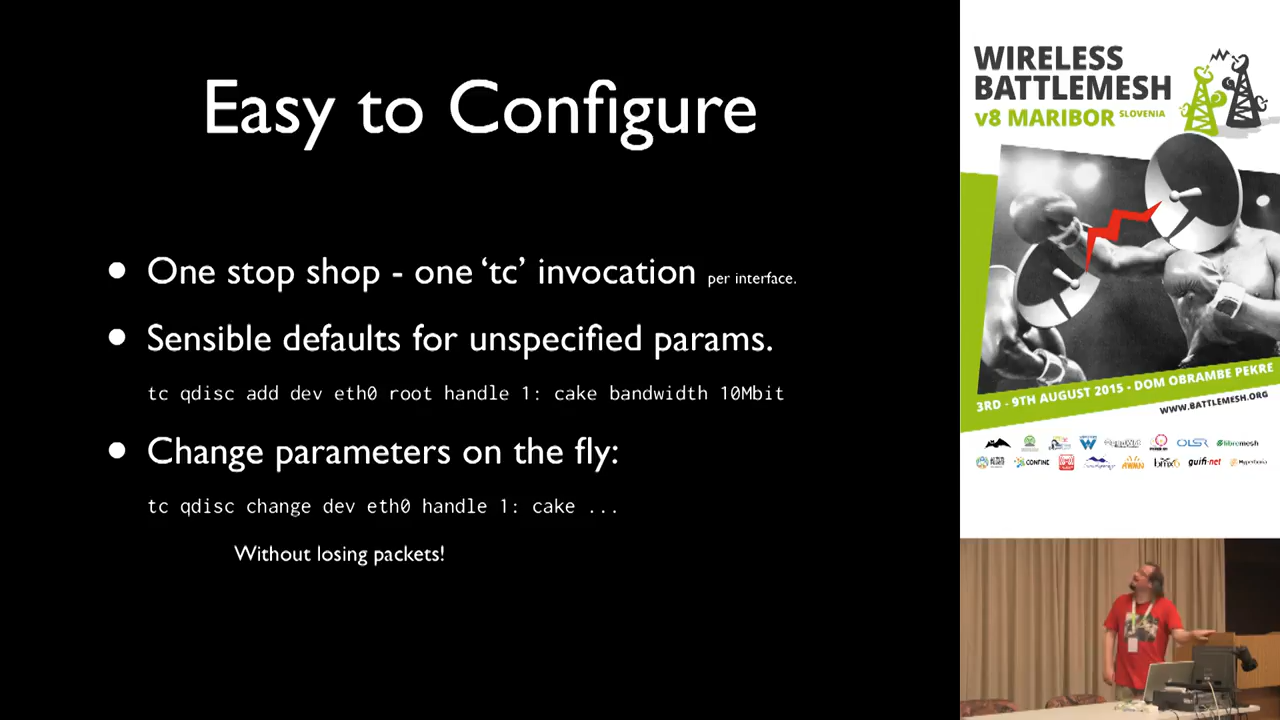 Easy to Configure
• One stop shop - one ‘tc’ invocation per interface.
• Sensible defaults for unspecified params.
tc qdisc add dev eth0 root handle 1: cake bandwidth 10Mbit
• Change parameters on the fly:
tc qdisc change dev eth0 handle 1: cake ...
Without losing packets!
WIRELESS
BATTLEMESH
v8 MARIBOR SLOVENIA
3RD - 9TH AUGUST 2015 - DOM OBRAMBE PEKRE
WWW.BATTLEMESH.ORG
OLSR libremesh
CONFINE AWMN bmx6 guifi·net